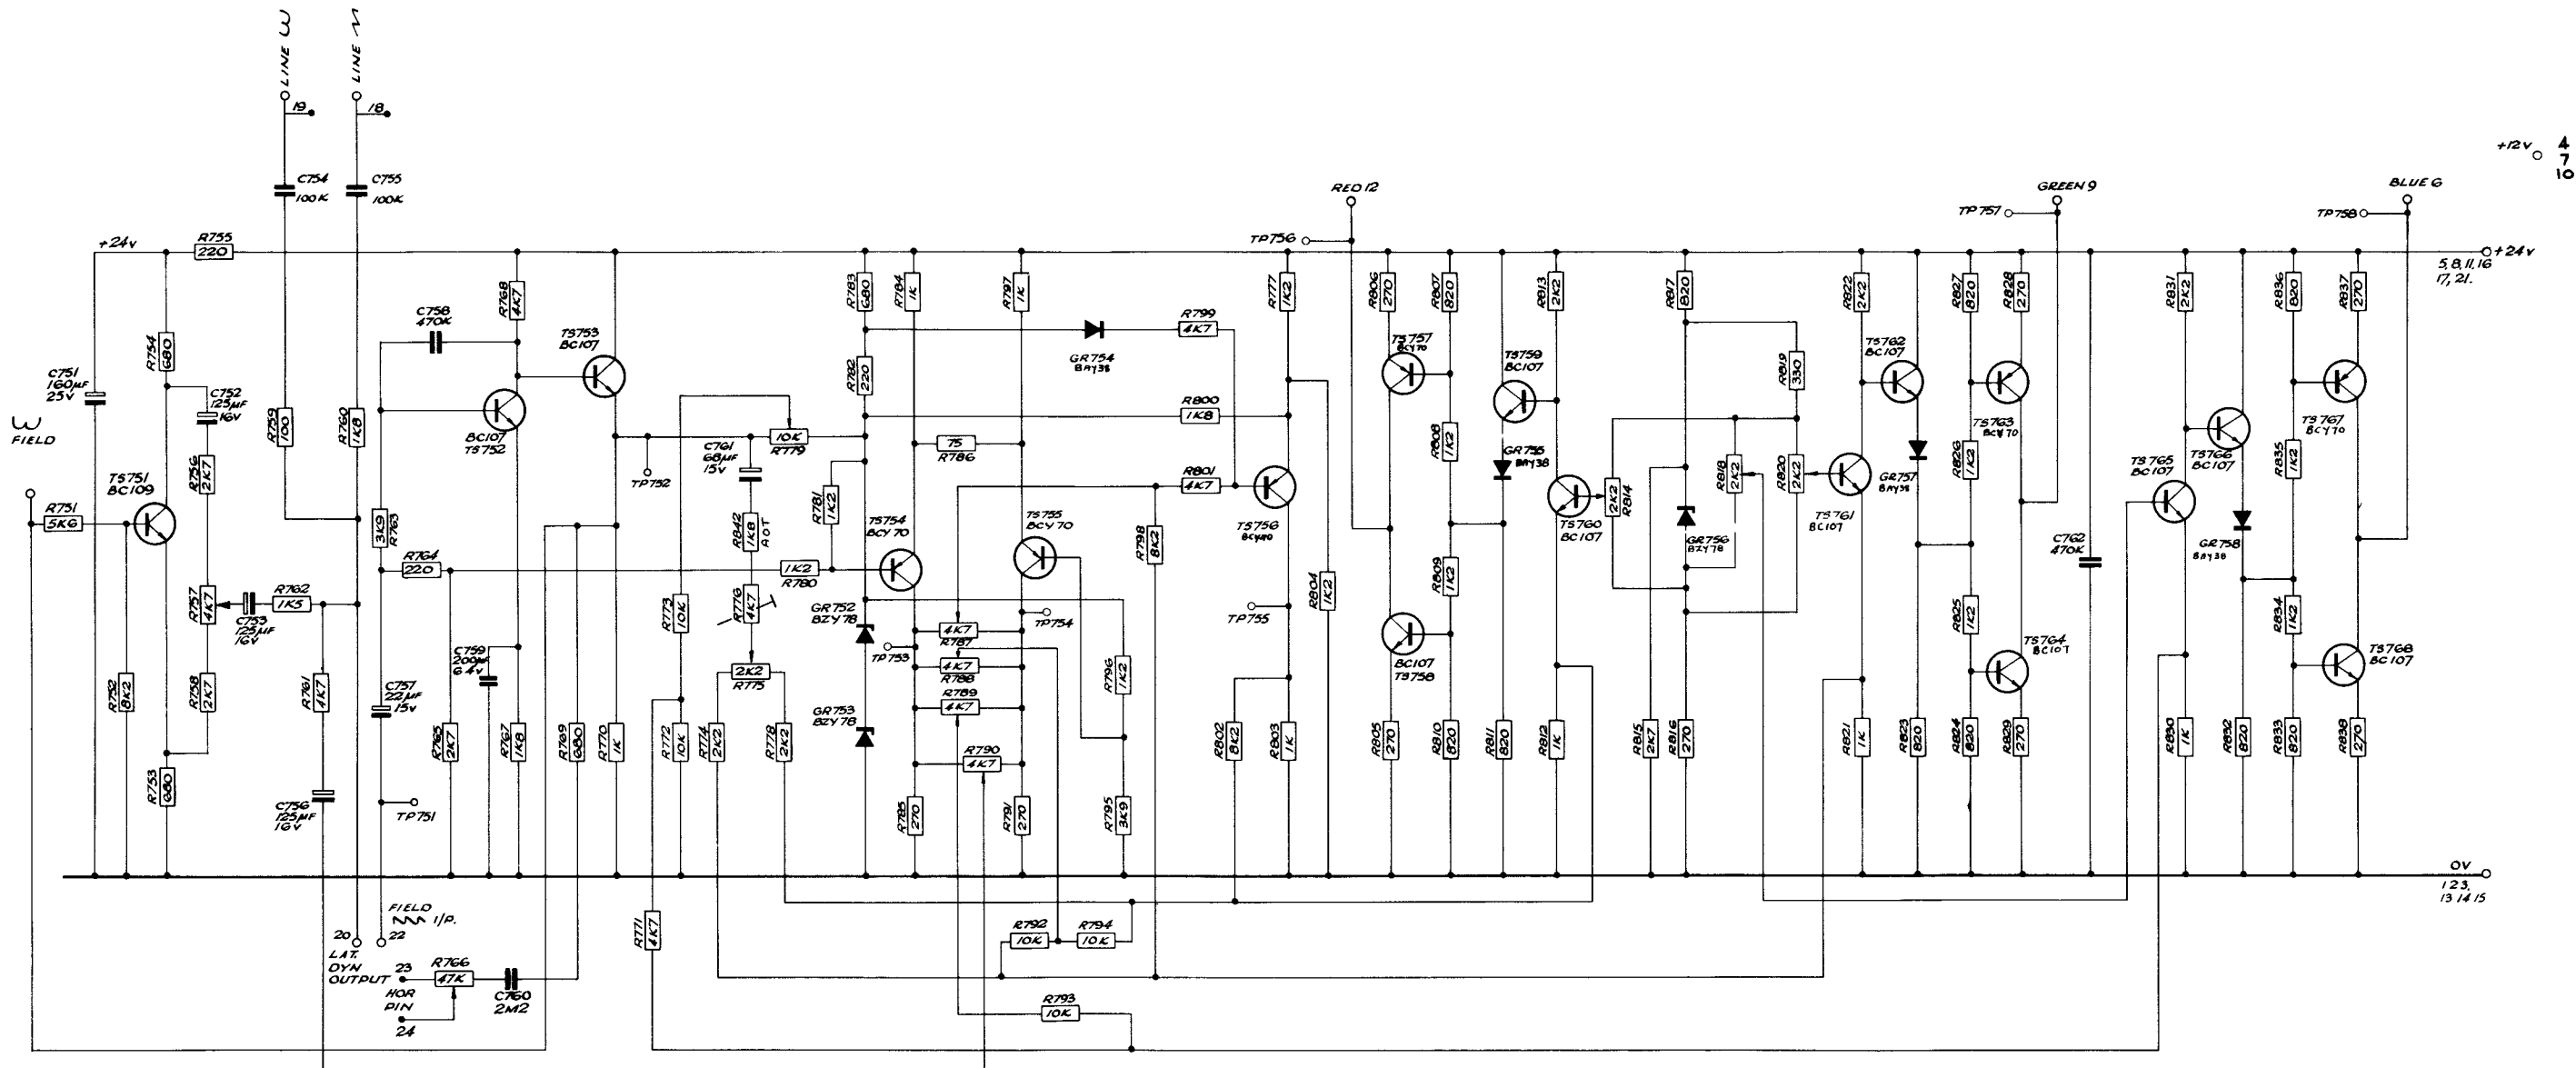 LINE
LINE
19
18
C754
100K
C755
100K
+12V
4
7
10
RED 12
GREEN 9
BLUE 6
TP756
TP757
TP758
+24V
R755
220
+24V
5,8,11,16
17,21.
C751
160µF
25V
R754
680
C752
125µF
16V
R756
2K7
FIELD
R751
5K6
TS751
BC109
R752
8K2
R753
680
R757
4K7
R758
2K7
C753
125µF
16V
R762
1K5
R761
4K7
C756
125µF
16V
R759
100
R760
1K8
C758
470K
R768
4K7
BC107
TS752
TS753
BC107
3K9
R763
R764
220
R765
2K7
C757
22µF
15V
TP751
C759
200µF
6.4V
R767
1K8
R769
680
R770
1K
TP752
C761
68µF
15V
10K
R779
R842
1K8
AOT
R776
4K7
2K2
R775
R773
10K
R772
10K
R774
2K2
R778
2K2
R771
4K7
R783
680
R782
220
R781
1K2
1K2
R780
R784
1K
R797
1K
75
R786
TS754
BCY70
TS755
BCY70
GR752
BZY78
GR753
BZY78
TP753
TP754
4K7
R787
4K7
R788
R789
4K7
R790
4K7
R785
270
R791
270
R796
1K2
R795
3K9
GR754
BAY38
R799
4K7
R800
1K8
R801
4K7
R798
8K2
R777
1K2
TS756
TP755
R804
1K2
R802
8K2
R803
1K
R792
10K
R794
10K
R793
10K
R806
270
R807
820
TS757
BCY70
R808
1K2
R809
1K2
BC107
TS758
R805
270
R810
820
R811
820
TS759
BC107
GR755
BAY38
R813
2K2
TS760
BC107
R812
1K
2K2
R814
R817
820
R819
330
R818
2K2
R820
2K2
GR756
BZY78
R815
2K7
R816
270
TS761
BC107
R822
2K2
TS762
BC107
GR757
BAY38
R821
1K
R823
820
R827
820
R828
270
TS763
BCY70
R826
1K2
R825
1K2
TS764
BC107
R824
820
R829
270
C762
470K
R831
2K2
TS765
BC107
TS766
BC107
GR758
BAY38
R830
1K
R832
820
R836
820
R837
270
TS767
BCY70
R835
1K2
R834
1K2
TS768
BC107
R833
820
R838
270
0V
1 2 3,
13 14 15
FIELD
I/P.
20
22
LAT.
DYN
OUTPUT
23
HOR
PIN
24
R766
47K
C760
2M2